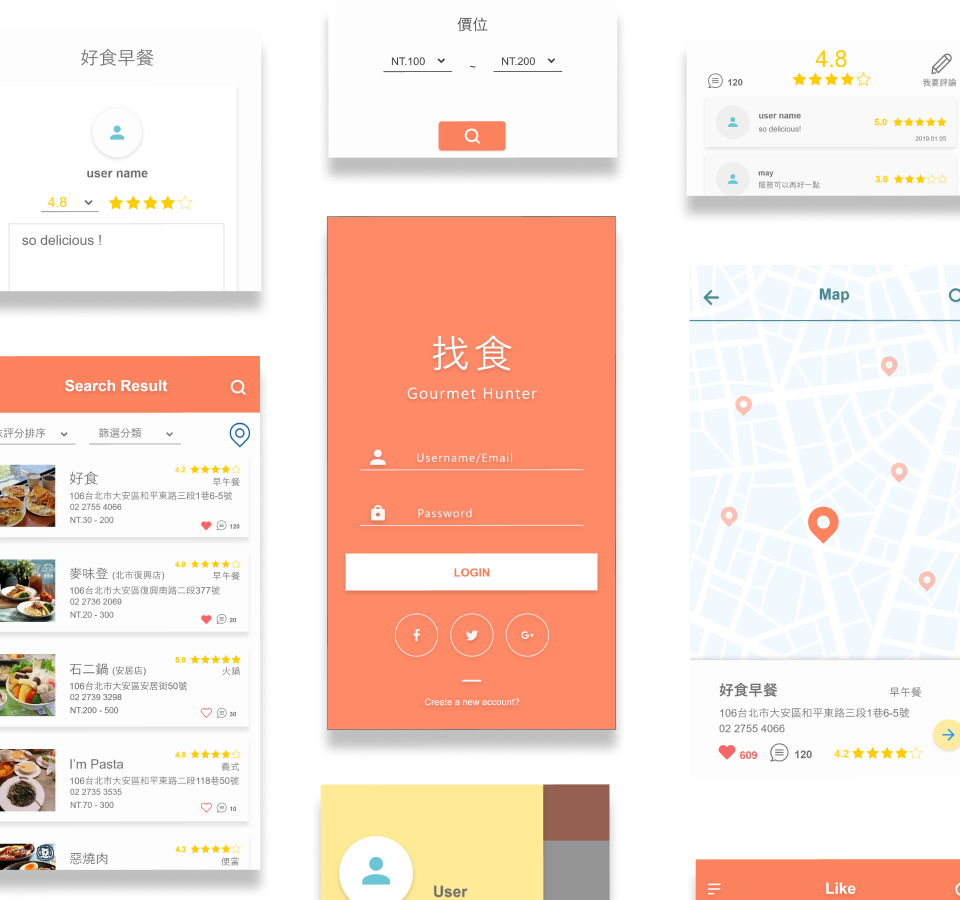 好食早餐
user name
4.8
so delicious !
Search Result
評分排序
篩選分類
好食
4.2
早午餐
106台北市大安區和平東路三段1巷6-5號
02 2755 4066
NT.30 - 200
120
麥味登 (北市復興店)
4.0
早午餐
106台北市大安區復興南路二段377號
02 2736 2069
NT.20 - 300
20
石二鍋 (安居店)
5.0
火鍋
106台北市大安區安居街50號
02 2739 3298
NT.200 - 500
30
I'm Pasta
4.6
義式
106台北市大安區和平東路二段118巷50號
02 2735 3535
NT.70 - 300
10
惡燒肉
4.3
便當
價位
NT.100
~
NT.200
找食
Gourmet Hunter
Username/Email
Password
LOGIN
f
G+
Create a new account?
User
4.8
120
我要評論
user name
so delicious!
5.0
2019.01.05
may
服務可以再好一點
3.0
Map
好食早餐
早午餐
106台北市大安區和平東路三段1巷6-5號
02 2755 4066
609
120
4.2
Like